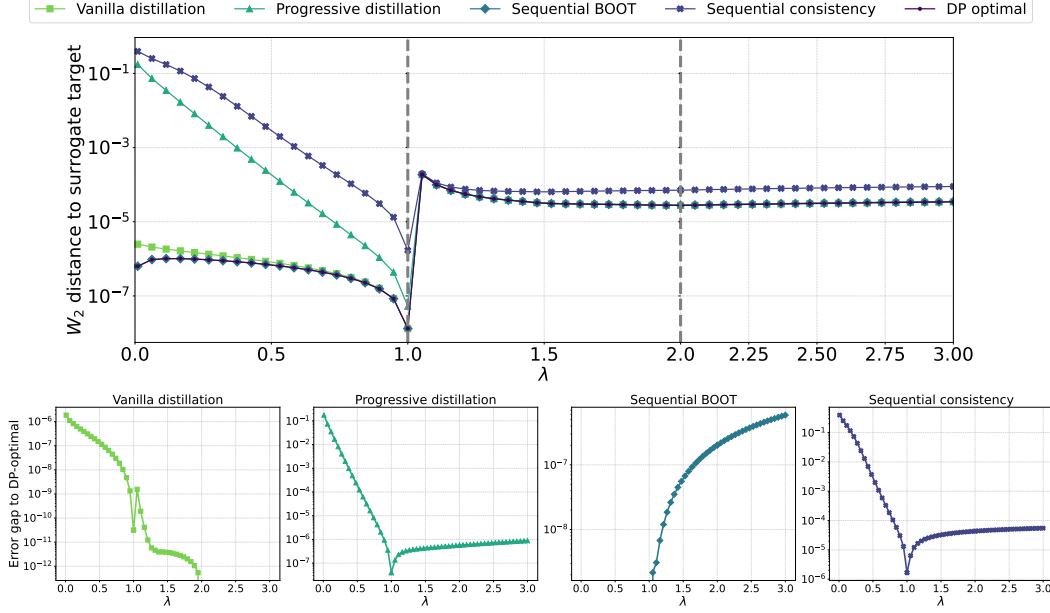 Vanilla distillation Progressive distillation Sequential BOOT Sequential consistency DP optimal
W₂ distance to surrogate target
10⁻¹
10⁻³
10⁻⁵
10⁻⁷
0.0 0.5 1.0 1.5 2.0 2.25 2.5 2.75 3.00
λ
Vanilla distillation
Error gap to DP-optimal
10⁻⁶
10⁻⁷
10⁻⁸
10⁻⁹
10⁻¹⁰
10⁻¹¹
10⁻¹²
0.0 0.5 1.0 1.5 2.0 2.5 3.0
λ
Progressive distillation
10⁻¹
10⁻²
10⁻³
10⁻⁴
10⁻⁵
10⁻⁶
10⁻⁷
0.0 0.5 1.0 1.5 2.0 2.5 3.0
λ
Sequential BOOT
10⁻⁷
10⁻⁸
0.0 0.5 1.0 1.5 2.0 2.5 3.0
λ
Sequential consistency
10⁻¹
10⁻²
10⁻³
10⁻⁴
10⁻⁵
10⁻⁶
0.0 0.5 1.0 1.5 2.0 2.5 3.0
λ